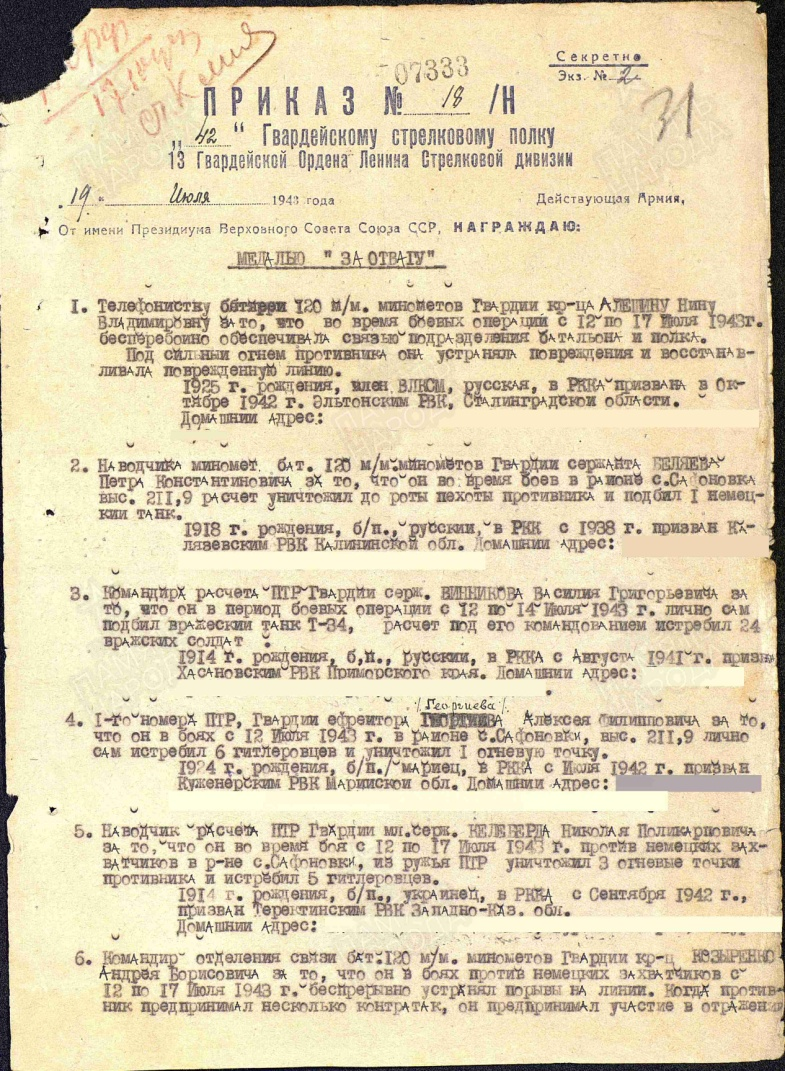 07333
Секретно
Экз. № 2
31
ПРИКАЗ № 18 /Н
„ 42 “ Гвардейскому стрелковому полку
13 Гвардейской Ордена Ленина Стрелковой дивизии
„ 19 “ Июля 1943 года Действующая Армия,
От имени Президиума Верховного Совета Союза ССР, НАГРАЖДАЮ:
МЕДАЛЬЮ " ЗА ОТВАГУ"
1. Телефонистку батареи 120 м/м. минометов Гвардии кр-ца АЛЕШИНУ Нину
Владимировну за то, что во время боевых операций с 12 по 17 Июля 1943г.
бесперебойно обеспечивала связью подразделения батальона и полка.
Под сильным огнем противника она устраняла повреждения и восстанав-
ливала поврежденную линию.
1925 г. рождения, член ВЛКСМ, русская, в РККА призвана в Ок-
тябре 1942 г. Эльтонским РВК, Сталинградской области.
Домашний адрес:
2. Наводчика миномет. бат. 120 м/м.минометов Гвардии сержанта БЕЛЯЕВА
Петра Константиновича за то, что он во время боев в районе с.Сафоновка
выс. 211,9 расчет уничтожил до роты пехоты противника и подбил I немец-
кий танк.
1918 г. рождения, б/п., русский, в РКК с 1938 г. призван Ка-
лязевским РВК Калининской обл. Домашний адрес:
3. Командира расчета ПТР Гвардии серж. ВИННИКОВА Василия Григорьевича за
то, что он в период боевых операции с 12 по 14 Июля 1943 г. лично сам
подбил вражеский танк Т-34, расчет под его командованием истребил 24
вражских солдат :
1914 г. рождения, б,п., русский, в РККА с Августа 1941 г. призва
Хасановским РВК Приморского края. Домашний адрес:
/Георгиева/.
4. I-го номера ПТР, Гвардии ефрейтора ГЕОРГИЕВА Алексея Филипповича за то,
что он в боях с 12 Июля 1943 г. в районе с.Сафоновки, выс. 211,9 лично
сам истребил 6 гитлеровцев и уничтожил I огневую точку.
1924 г. рождения, б/п./ мариец, в РККА с Июля 1942 г. призван
Куженерским РВК Марийской обл. Домашний адрес:
5. Наводчик расчета ПТР Гвардии мл.серж. КЕЛЕБЕРДА Николая Поликарповича
за то, что он во время боя с 12 по 17 Июля 1943 г. против немецких зах-
ватчиков в р-не с.Сафоновки, из ружья ПТР уничтожил 3 огневые точки
противника и истребил 5 гитлеровцев.
1914 г. рождения, б/п., украинец, в РККА с Сентября 1942 г.,
призван Теректинским РВК Западно-Каз. обл.
Домашний адрес:
6. Командир отделения связи бат.120 м/м. минометов Гвардии кр-ц КОЗЫРЕНКО
Андрея Борисовича за то, что он в боях против немецких захватчиков с
12 по 17 Июля 1943 г. беспрерывно устранял порывы на линии. Когда против-
ник предпринимал несколько контратак, он предпринимал участие в отражении